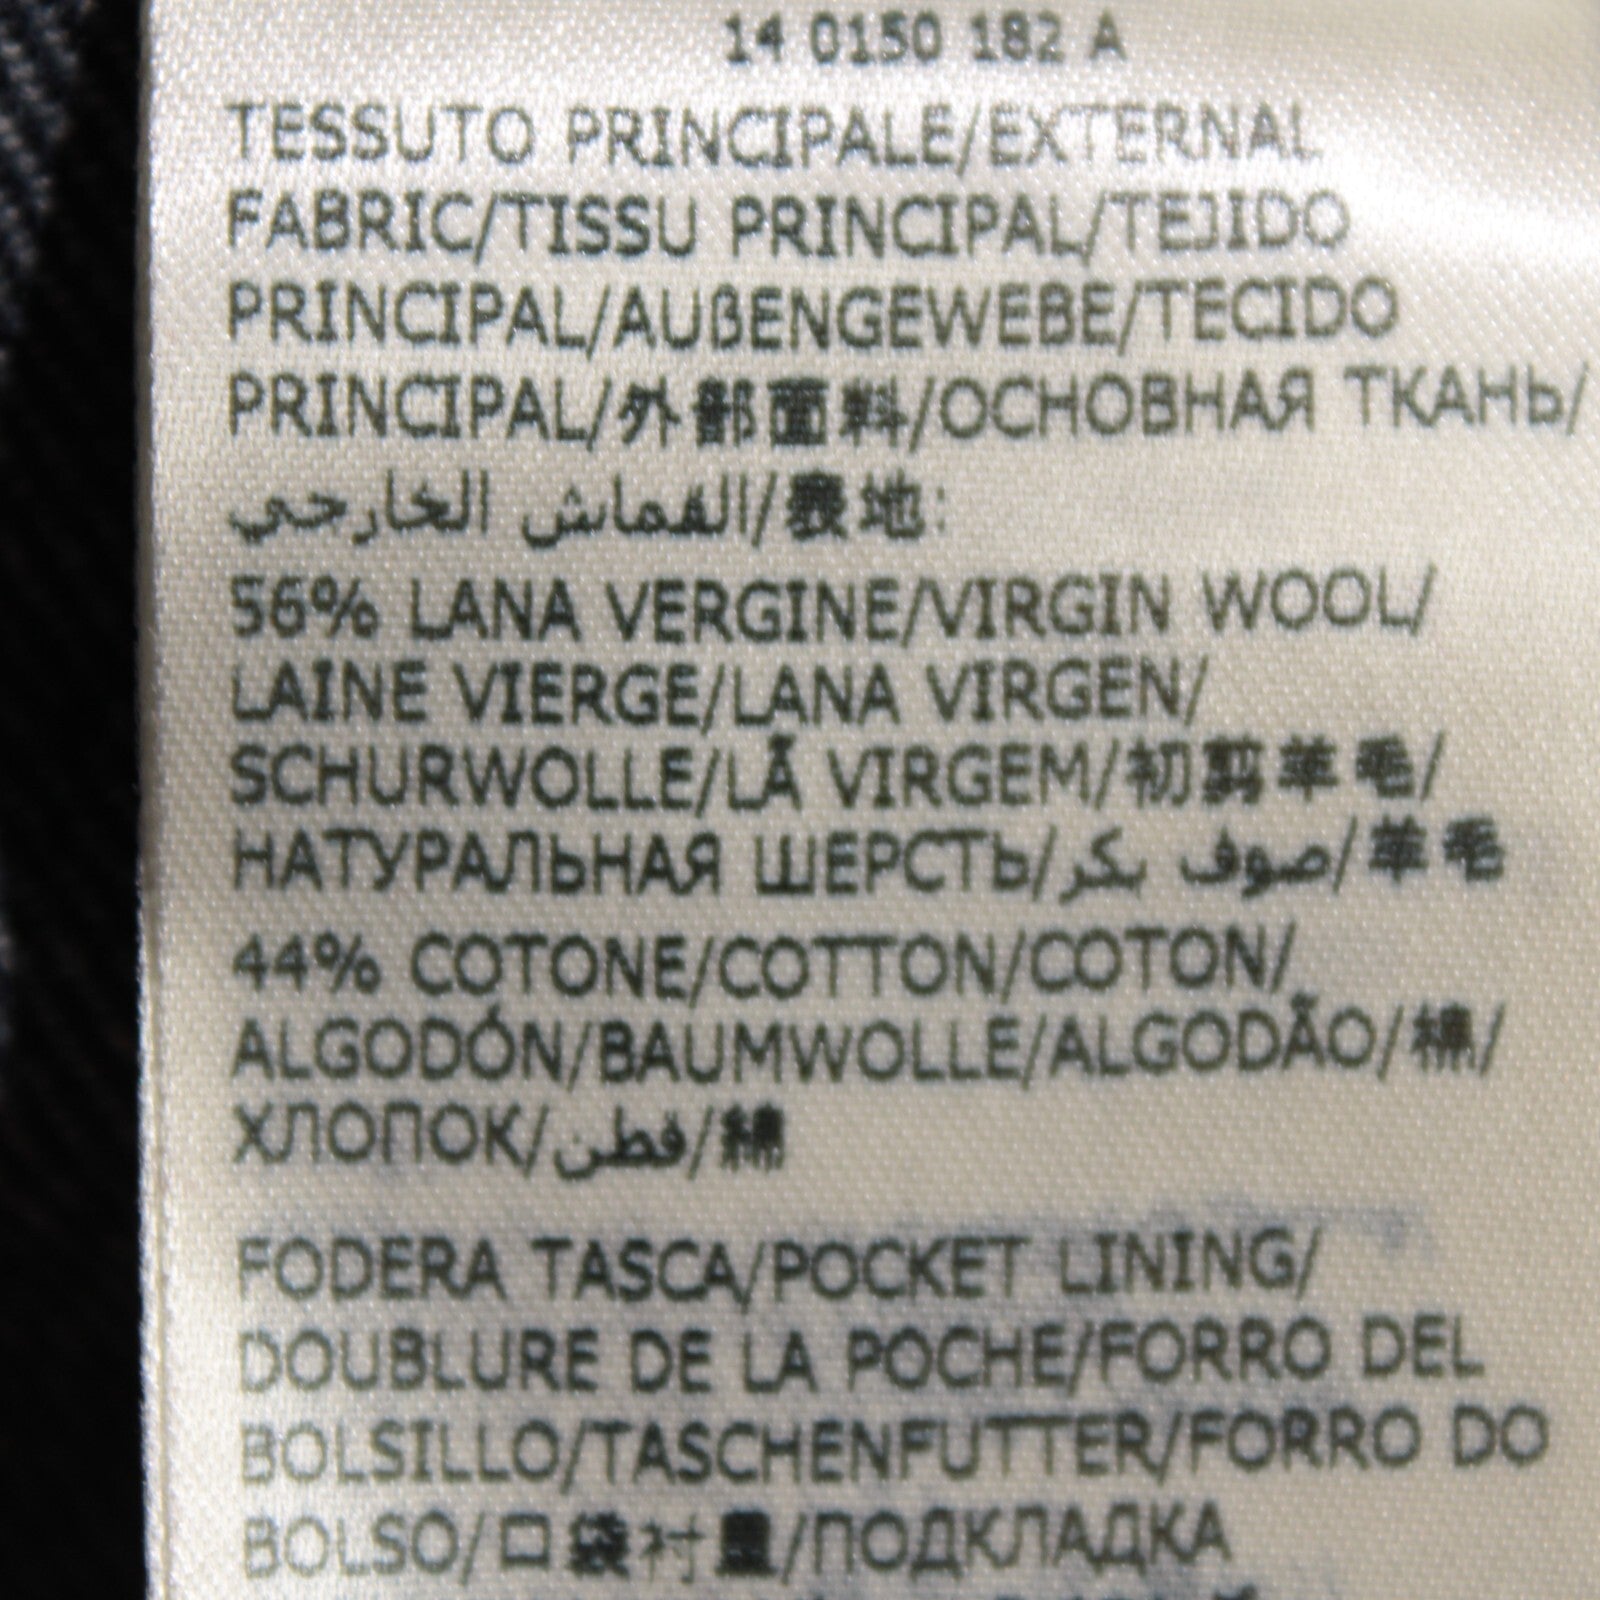 14 0150 182 A
TESSUTO PRINCIPALE/EXTERNAL
FABRIC/TISSU PRINCIPAL/TEJIDO
PRINCIPAL/AUßENGEWEBE/TECIDO
PRINCIPAL/外部面料/ОСНОВНАЯ ТКАНЬ/
القماش الخارجي/表地:
56% LANA VERGINE/VIRGIN WOOL/
LAINE VIERGE/LANA VIRGEN/
SCHURWOLLE/LÃ VIRGEM/初剪羊毛/
НАТУРАЛЬНАЯ ШЕРСТЬ/صوف بكر/羊毛
44% COTONE/COTTON/COTON/
ALGODÓN/BAUMWOLLE/ALGODÃO/棉/
ХЛОПОК/قطن/綿
FODERA TASCA/POCKET LINING/
DOUBLURE DE LA POCHE/FORRO DEL
BOLSILLO/TASCHENFUTTER/FORRO DO
BOLSO/口袋衬里/ПОДКЛАДКА